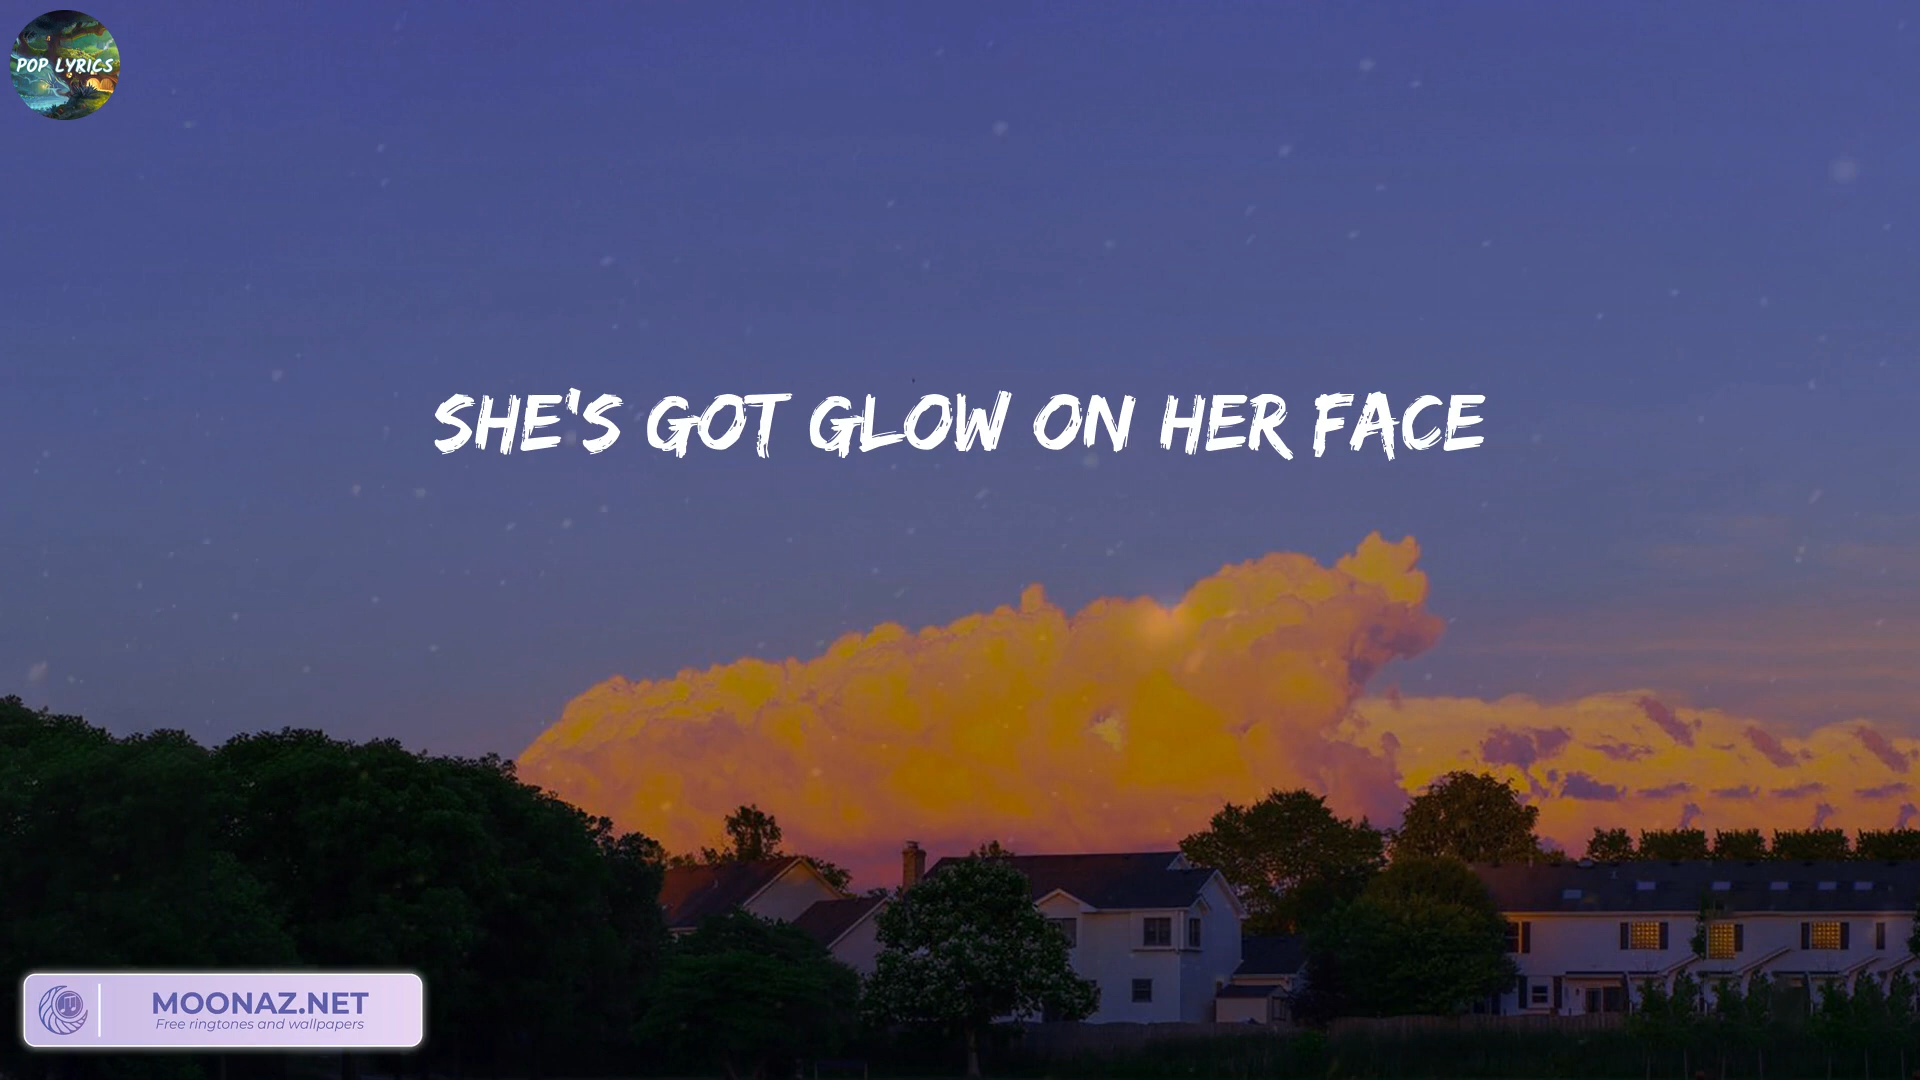 POP LYRICS
SHE'S GOT GLOW ON HER FACE
MOONAZ.NET
Free ringtones and wallpapers